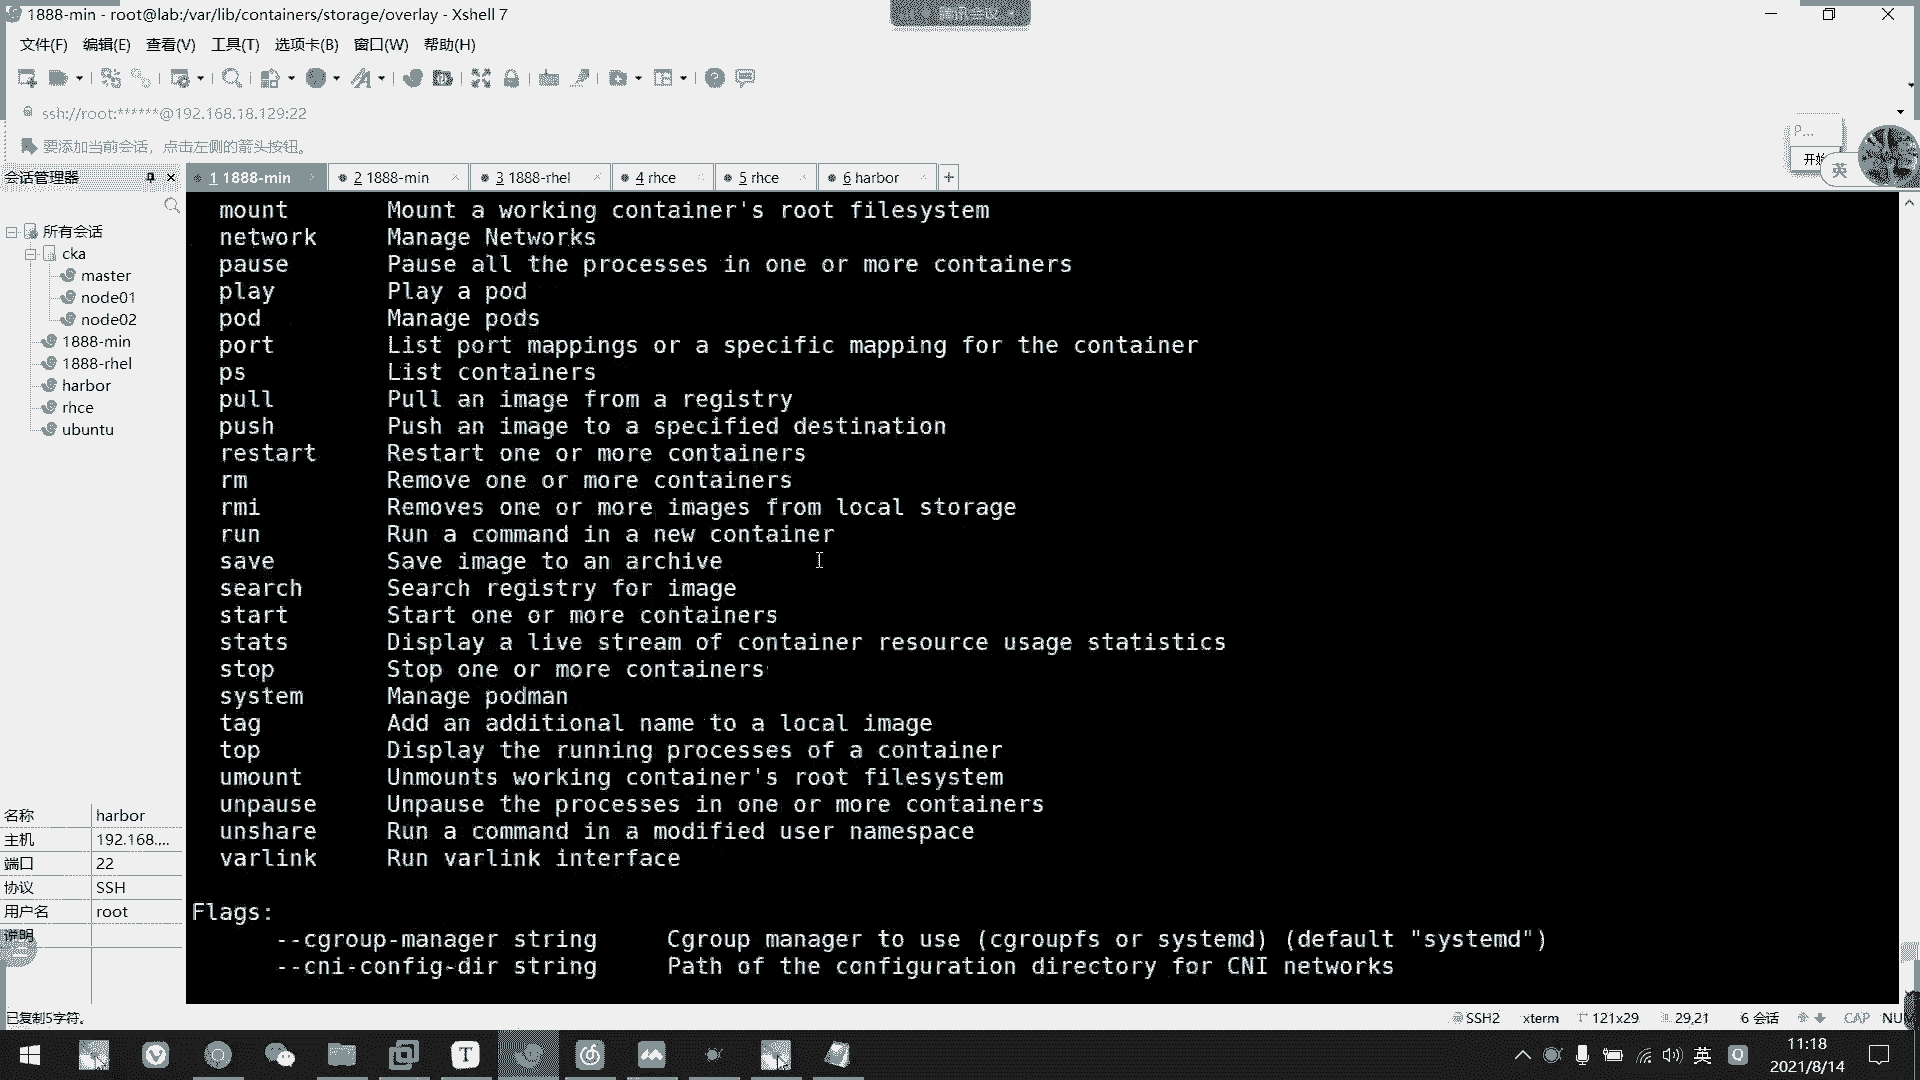 1888-min - root@lab:/var/lib/containers/storage/overlay - Xshell 7
腾讯会议
文件(F) 编辑(E) 查看(V) 工具(T) 选项卡(B) 窗口(W) 帮助(H)
ssh://root:******@192.168.18.129:22
要添加当前会话，点击左侧的箭头按钮。
P...
开始
英
会话管理器
1 1888-min
2 1888-min
3 1888-rhel
4 rhce
5 rhce
6 harbor
所有会话
cka
master
node01
node02
1888-min
1888-rhel
harbor
rhce
ubuntu
mount Mount a working container's root filesystem
network Manage Networks
pause Pause all the processes in one or more containers
play Play a pod
pod Manage pods
port List port mappings or a specific mapping for the container
ps List containers
pull Pull an image from a registry
push Push an image to a specified destination
restart Restart one or more containers
rm Remove one or more containers
rmi Removes one or more images from local storage
run Run a command in a new container
save Save image to an archive
search Search registry for image
start Start one or more containers
stats Display a live stream of container resource usage statistics
stop Stop one or more containers
system Manage podman
tag Add an additional name to a local image
top Display the running processes of a container
umount Unmounts working container's root filesystem
unpause Unpause the processes in one or more containers
unshare Run a command in a modified user namespace
varlink Run varlink interface
Flags:
--cgroup-manager string Cgroup manager to use (cgroupfs or systemd) (default "systemd")
--cni-config-dir string Path of the configuration directory for CNI networks
名称 harbor
主机 192.168....
端口 22
协议 SSH
用户名 root
说明
已复制5字符。
SSH2 xterm 121x29 29,21 6 会话 CAP NUM
英
11:18
2021/8/14